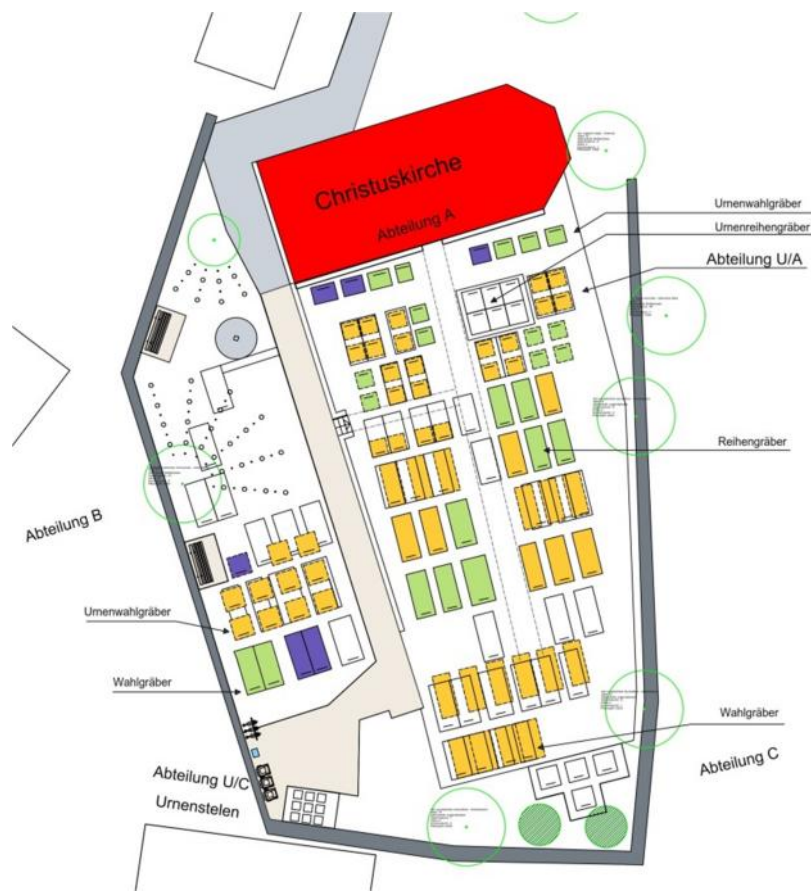 Christuskirche
Abteilung A
Urnenwahlgräber
Urnenreihengräber
Abteilung U/A
Reihengräber
Abteilung B
Urnenwahlgräber
Wahlgräber
Wahlgräber
Abteilung C
Abteilung U/C
Urnenstelen